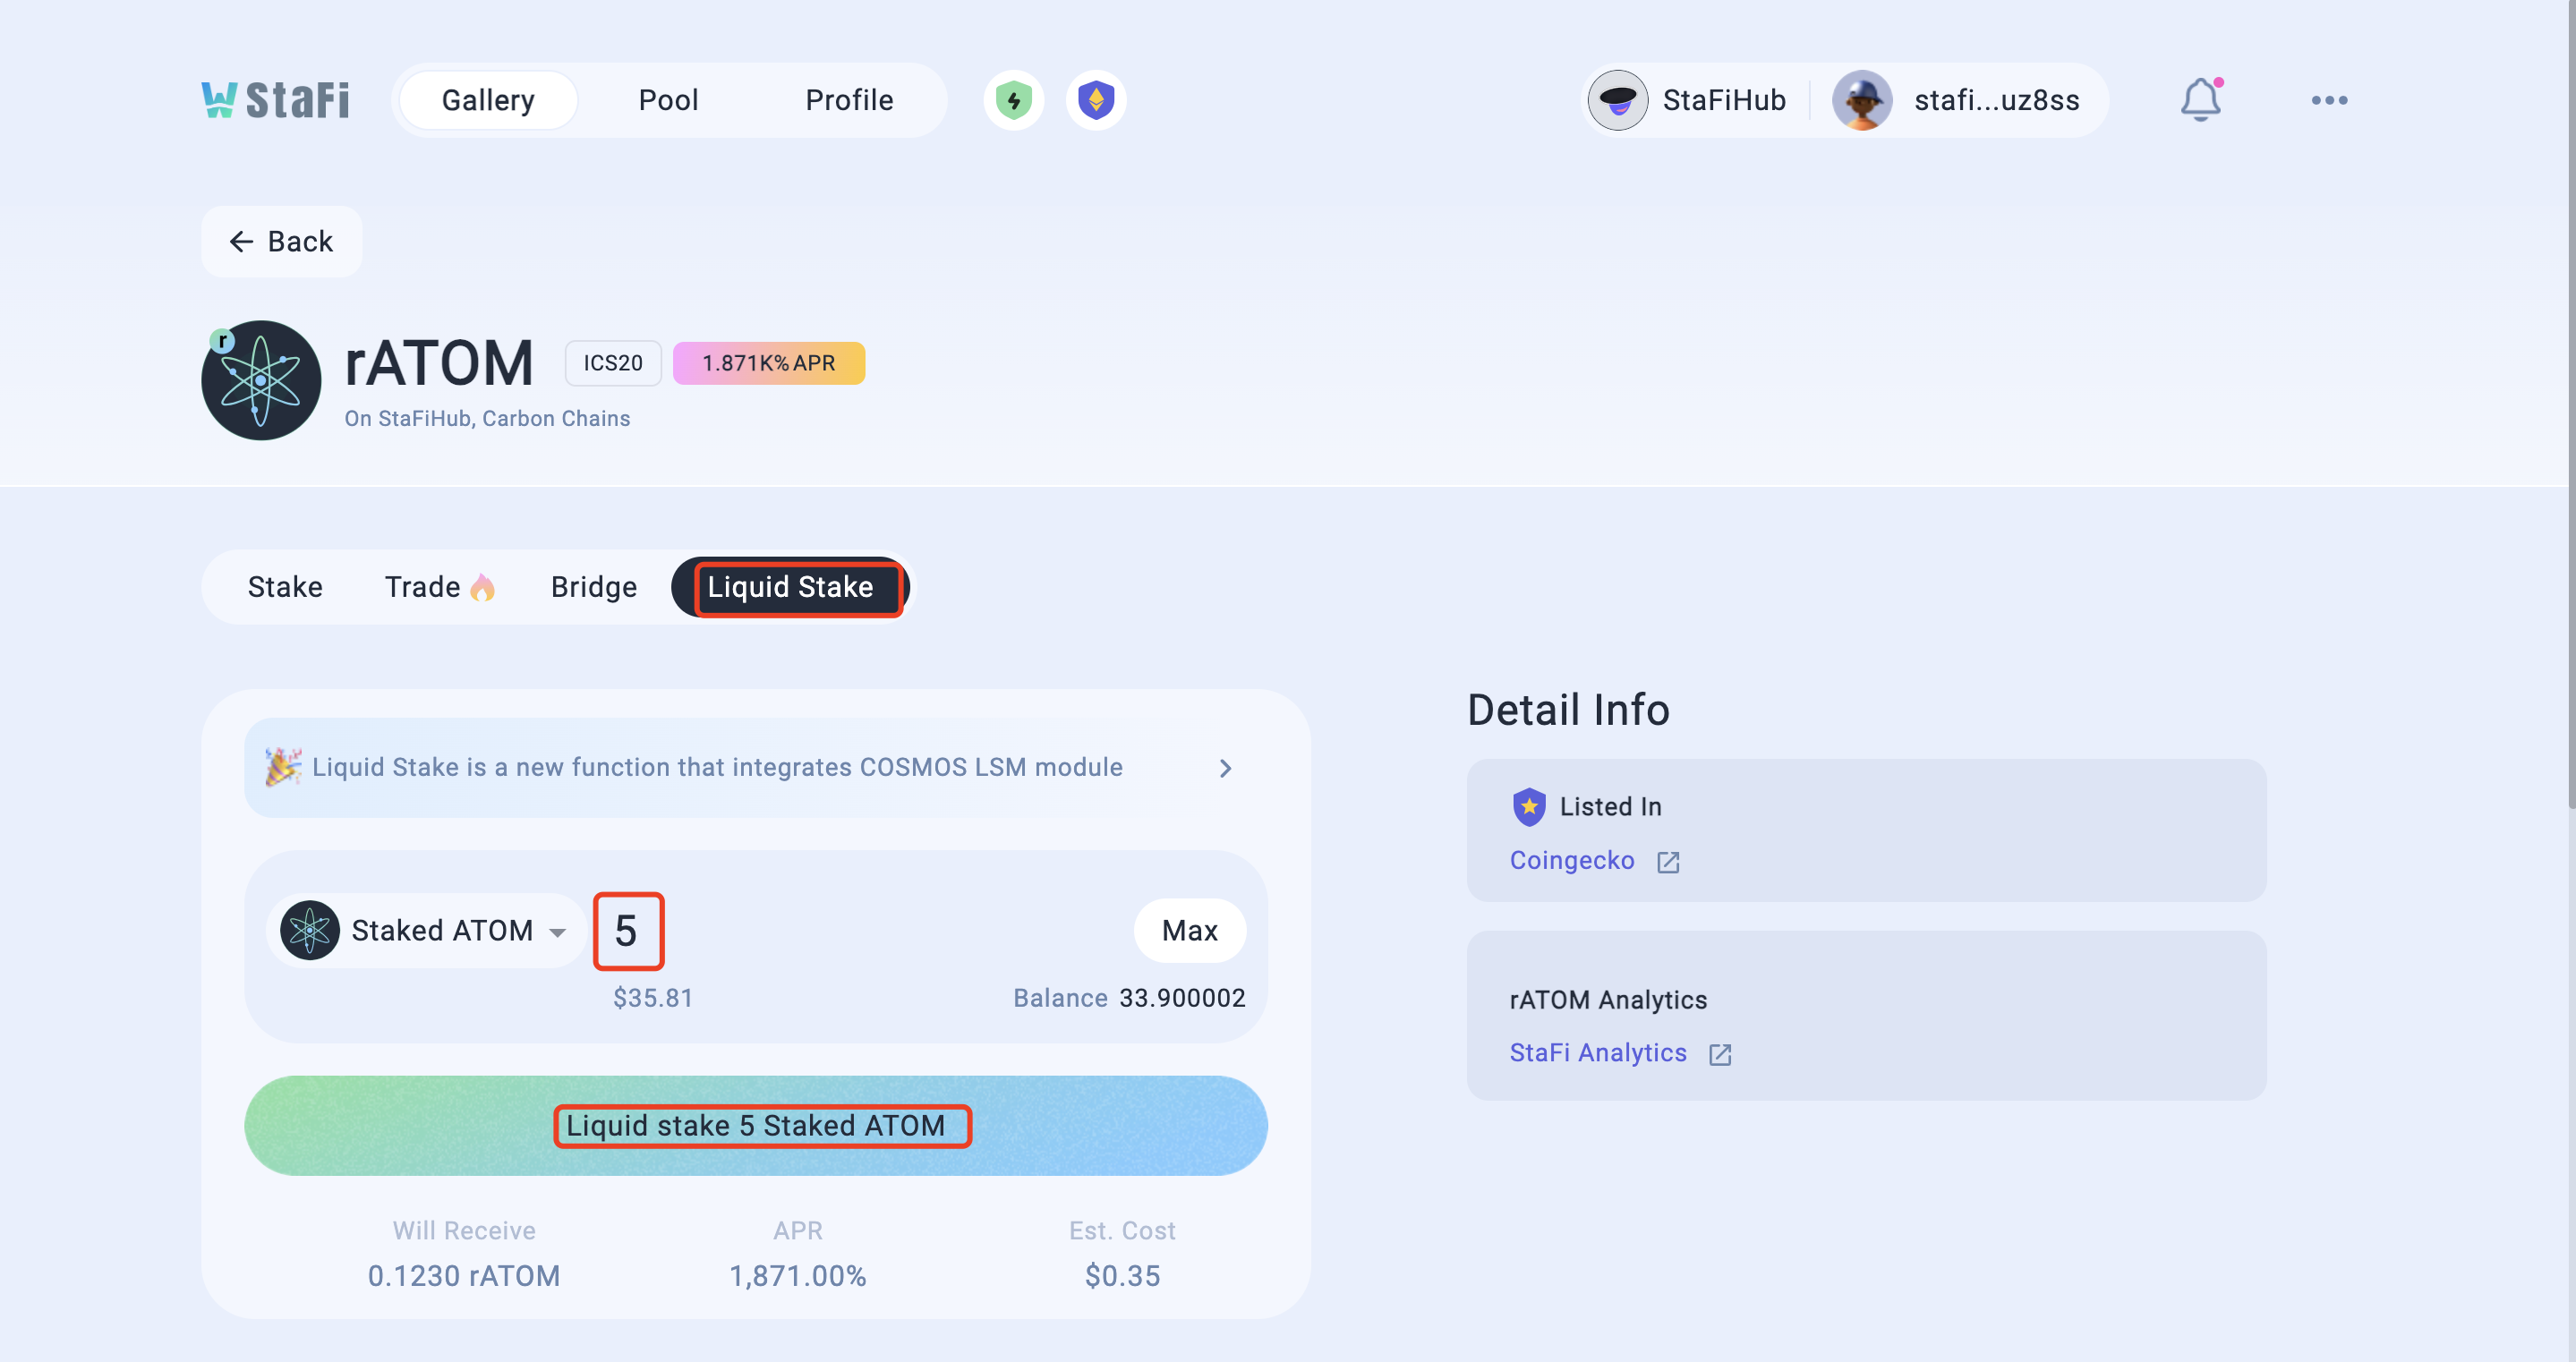 StaFi
Gallery
Pool
Profile
StaFiHub
stafi...uz8ss
Back
r
rATOM
ICS20
1.871K% APR
On StaFiHub, Carbon Chains
Stake
Trade
Bridge
Liquid Stake
Liquid Stake is a new function that integrates COSMOS LSM module
Staked ATOM
5
Max
$35.81
Balance 33.900002
Liquid stake 5 Staked ATOM
Will Receive
APR
Est. Cost
0.1230 rATOM
1,871.00%
$0.35
Detail Info
Listed In
Coingecko
rATOM Analytics
StaFi Analytics